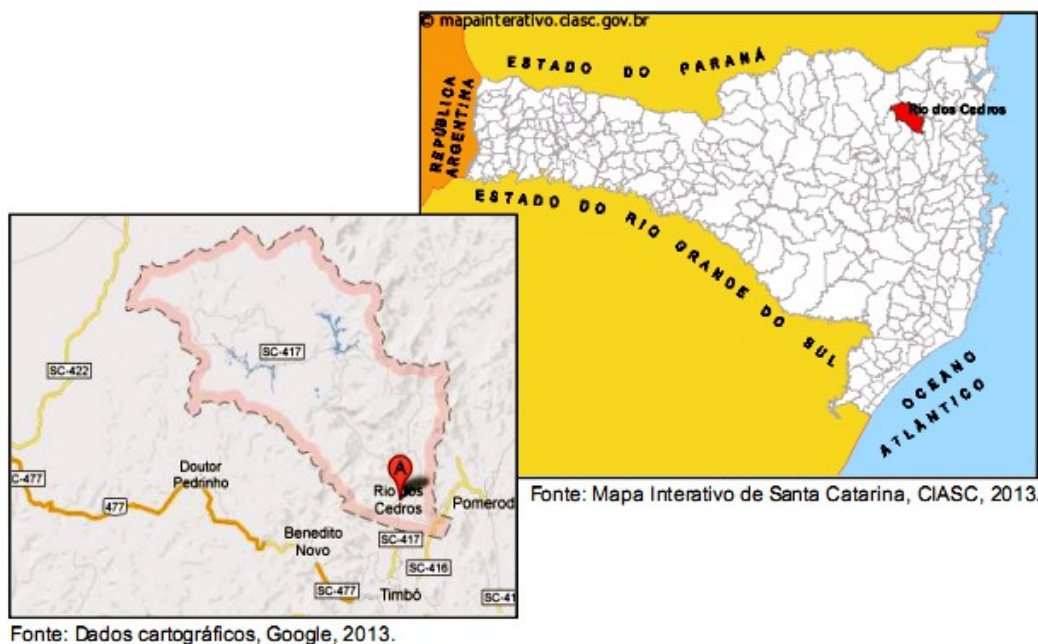 © mapainterativo.ciasc.gov.br
ESTADO DO PARANÁ
REPÚBLICA
ARGENTINA
Rio dos Cedros
ESTADO DO RIO GRANDE DO SUL
OCEANO
ATLÂNTICO
Fonte: Mapa Interativo de Santa Catarina, CIASC, 2013.
SC-417
SC-422
A
Doutor
Pedrinho
Rio dos
Cedros
Pomerod
C-477
477
Benedito
Novo
SC-417
SC-416
SC-477
Timbó
SC-41
Fonte: Dados cartográficos, Google, 2013.